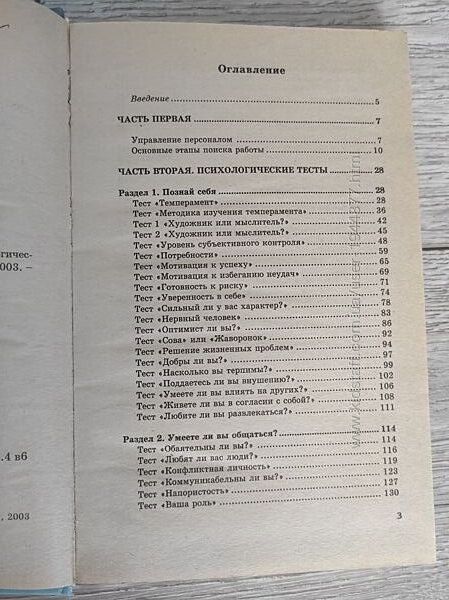 Оглавление
Введение 5
ЧАСТЬ ПЕРВАЯ 7
Управление персоналом 7
Основные этапы поиска работы 10
ЧАСТЬ ВТОРАЯ. ПСИХОЛОГИЧЕСКИЕ ТЕСТЫ 28
Раздел 1. Познай себя 28
Тест «Темперамент» 28
Тест «Методика изучения темперамента» 36
Тест 1 «Художник или мыслитель?» 42
Тест 2 «Художник или мыслитель?» 45
Тест «Уровень субъективного контроля» 48
Тест «Потребности» 59
Тест «Мотивация к успеху» 65
Тест «Мотивация к избеганию неудач» 69
Тест «Готовность к риску» 71
Тест «Уверенность в себе» 74
Тест «Сильный ли у вас характер?» 78
Тест «Нервный человек» 83
Тест «Оптимист ли вы?» 86
Тест «Сова» или «Жаворонок» 92
Тест «Решение жизненных проблем» 94
Тест «Добры ли вы?» 97
Тест «Насколько вы терпимы?» 99
Тест «Поддаетесь ли вы внушению?» 102
Тест «Умеете ли вы влиять на других?» 106
Тест «Живете ли вы в согласии с собой?» 108
Тест «Любите ли вы развлекаться?» 111
Раздел 2. Умеете ли вы общаться? 114
Тест «Обаятельны ли вы?» 114
Тест «Любят ли вас люди?» 116
Тест «Конфликтная личность» 119
Тест «Коммуникабельны ли вы?» 123
Тест «Напористость» 127
Тест «Ваша роль» 130
3
огичес-
2003. –
.4 в6
, 2003